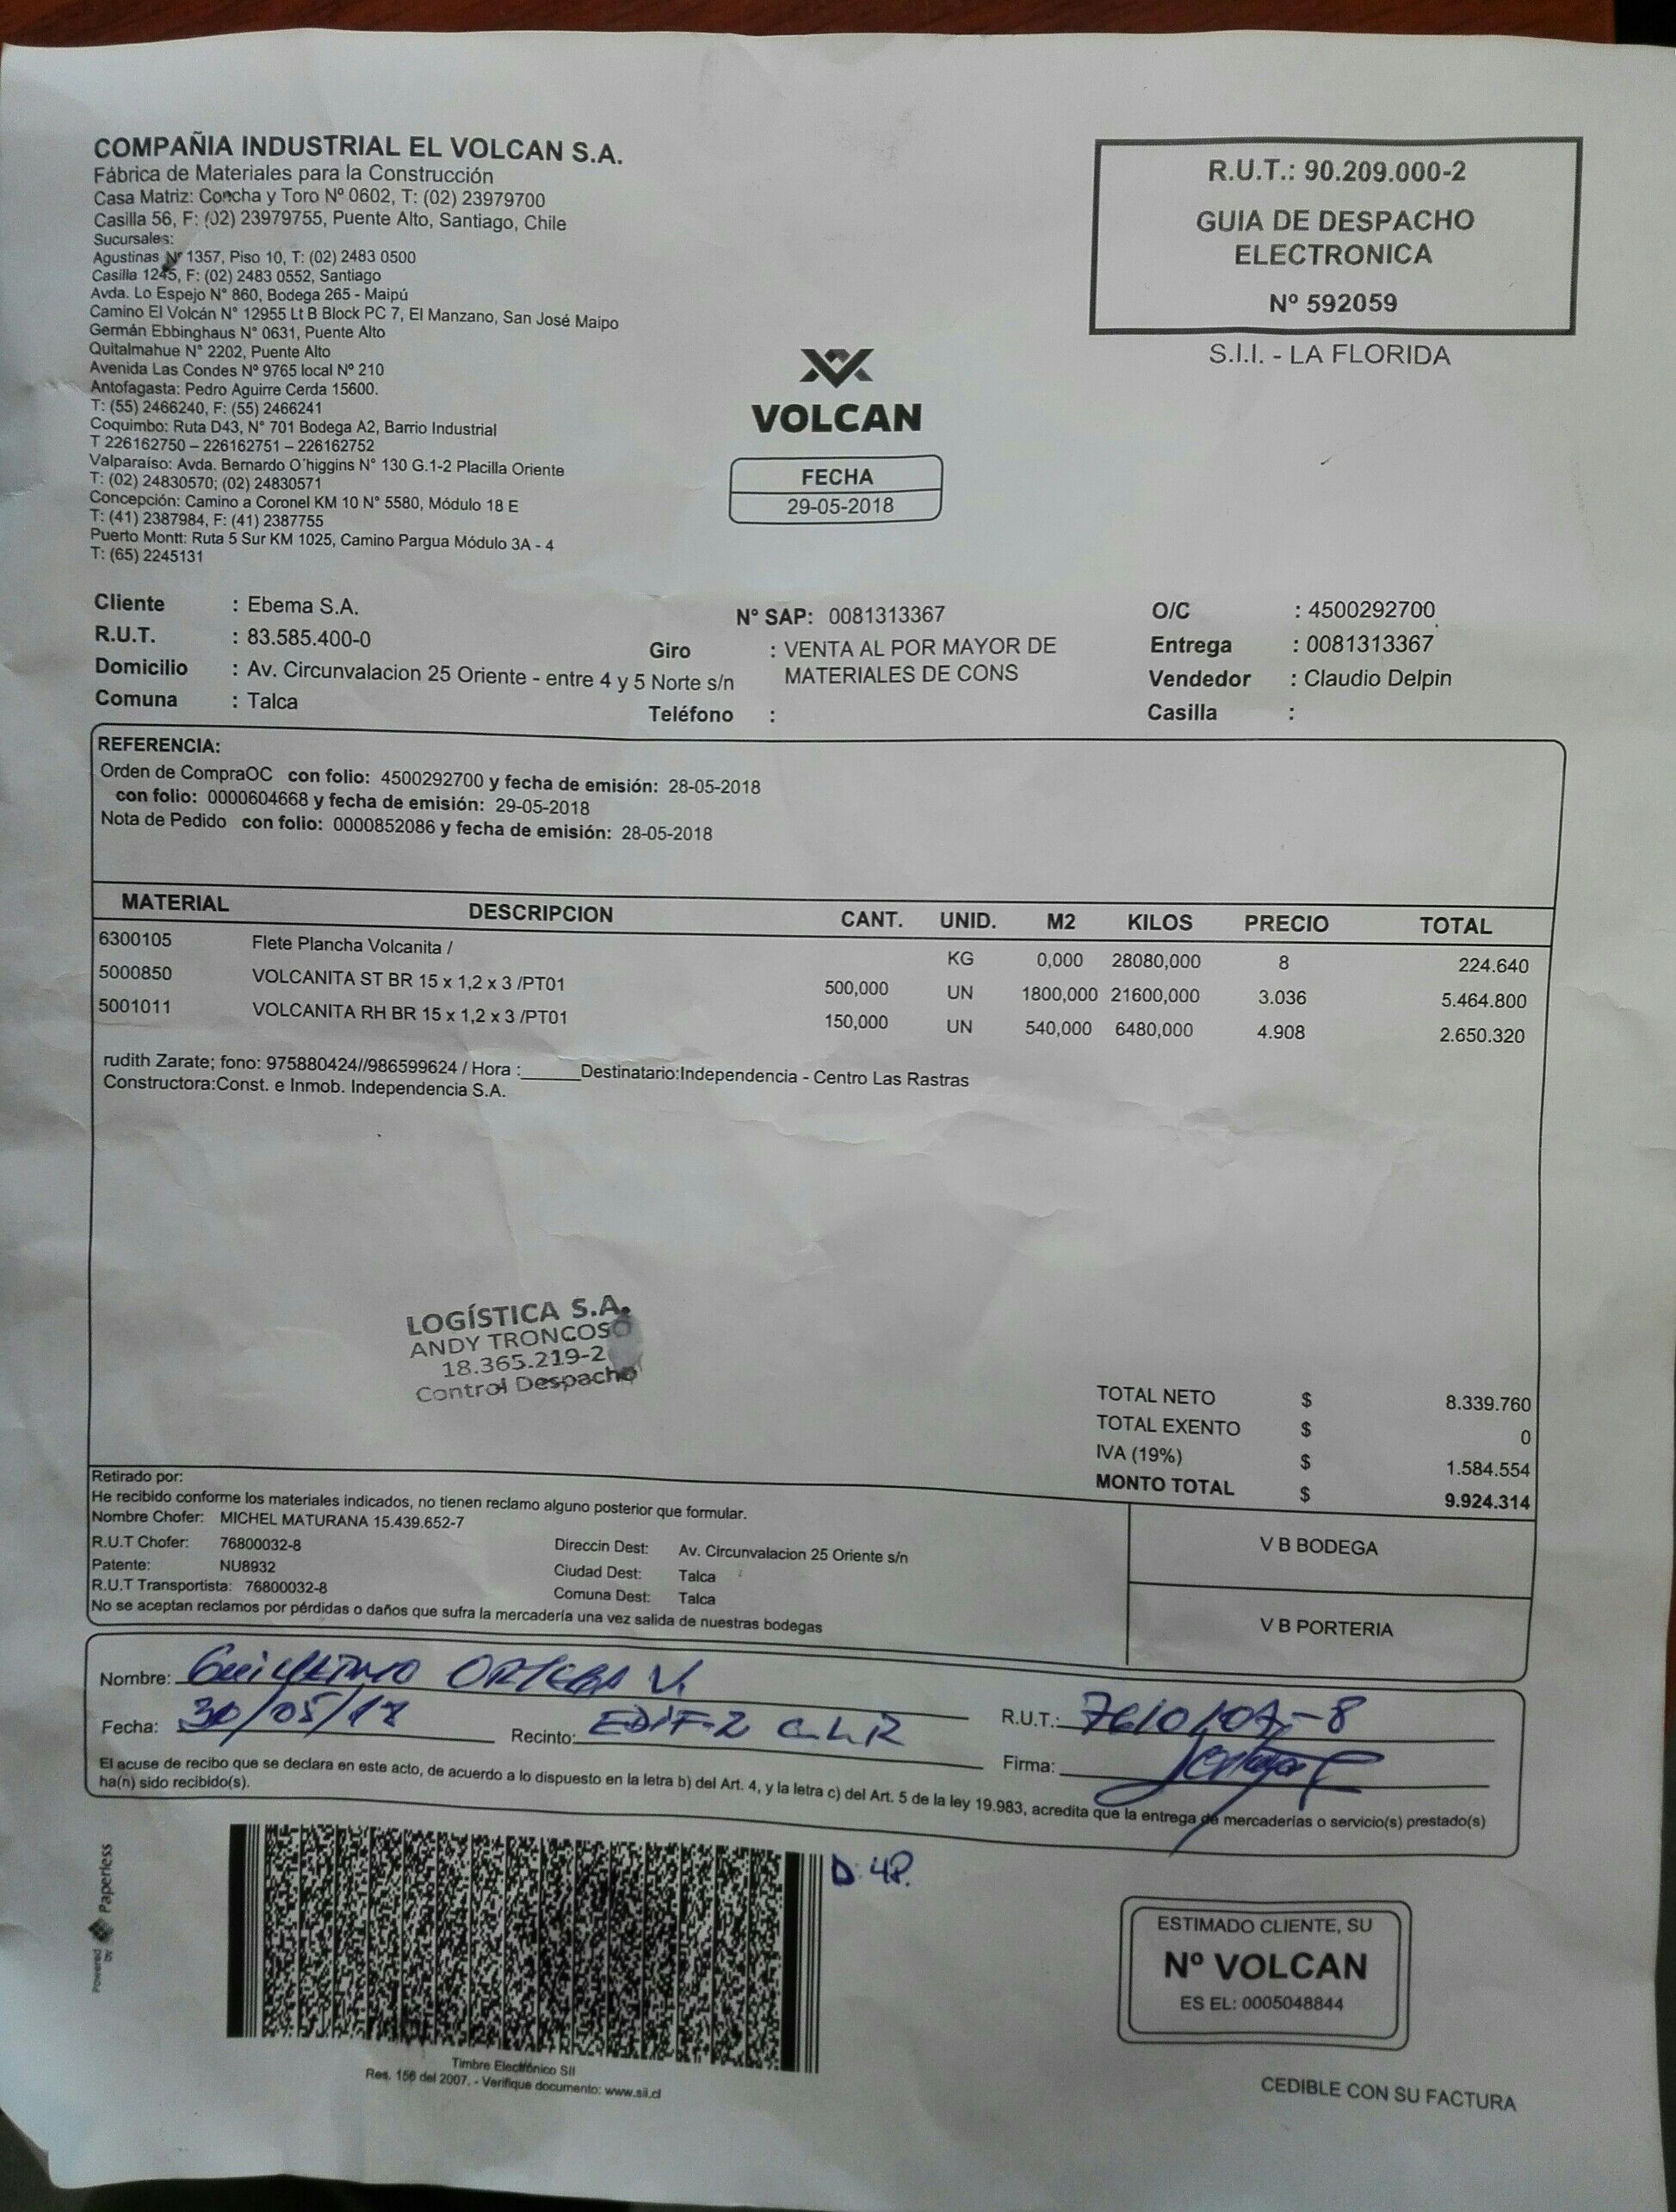 COMPAÑIA INDUSTRIAL EL VOLCAN S.A.
Fábrica de Materiales para la Construcción
Casa Matriz: Concha y Toro Nº 0602, T: (02) 23979700
Casilla 56, F: (02) 23979755, Puente Alto, Santiago, Chile
Sucursales:
Agustinas Nº 1357, Piso 10, T: (02) 2483 0500
Casilla 1245, F: (02) 2483 0552, Santiago
Avda. Lo Espejo N° 860, Bodega 265 - Maipú
Camino El Volcán N° 12955 Lt B Block PC 7, El Manzano, San José Maipo
Germán Ebbinghaus N° 0631, Puente Alto
Quitalmahue N° 2202, Puente Alto
Avenida Las Condes Nº 9765 local Nº 210
Antofagasta: Pedro Aguirre Cerda 15600.
T: (55) 2466240, F: (55) 2466241
Coquimbo: Ruta D43, N° 701 Bodega A2, Barrio Industrial
T 226162750 – 226162751 – 226162752
Valparaíso: Avda. Bernardo O´higgins N° 130 G.1-2 Placilla Oriente
T: (02) 24830570; (02) 24830571
Concepción: Camino a Coronel KM 10 N° 5580, Módulo 18 E
T: (41) 2387984, F: (41) 2387755
Puerto Montt: Ruta 5 Sur KM 1025, Camino Pargua Módulo 3A - 4
T: (65) 2245131
VOLCAN
FECHA
29-05-2018
R.U.T.: 90.209.000-2
GUIA DE DESPACHO
ELECTRONICA
Nº 592059
S.I.I. - LA FLORIDA
Cliente : Ebema S.A.
R.U.T. : 83.585.400-0
Domicilio : Av. Circunvalacion 25 Oriente - entre 4 y 5 Norte s/n
Comuna : Talca
N° SAP: 0081313367
Giro : VENTA AL POR MAYOR DE
MATERIALES DE CONS
Teléfono :
O/C : 4500292700
Entrega : 0081313367
Vendedor : Claudio Delpin
Casilla :
REFERENCIA:
Orden de CompraOC con folio: 4500292700 y fecha de emisión: 28-05-2018
con folio: 0000604668 y fecha de emisión: 29-05-2018
Nota de Pedido con folio: 0000852086 y fecha de emisión: 28-05-2018
MATERIAL DESCRIPCION CANT. UNID. M2 KILOS PRECIO TOTAL
6300105 Flete Plancha Volcanita / KG 0,000 28080,000 8 224.640
5000850 VOLCANITA ST BR 15 x 1,2 x 3 /PT01 500,000 UN 1800,000 21600,000 3.036 5.464.800
5001011 VOLCANITA RH BR 15 x 1,2 x 3 /PT01 150,000 UN 540,000 6480,000 4.908 2.650.320
rudith Zarate; fono: 975880424//986599624 / Hora :______Destinatario:Independencia - Centro Las Rastras
Constructora:Const. e Inmob. Independencia S.A.
LOGÍSTICA S.A.
ANDY TRONCOSO
18.365.219-2
Control Despacho
TOTAL NETO $ 8.339.760
TOTAL EXENTO $ 0
IVA (19%) $ 1.584.554
MONTO TOTAL $ 9.924.314
Retirado por:
He recibido conforme los materiales indicados, no tienen reclamo alguno posterior que formular.
Nombre Chofer: MICHEL MATURANA 15.439.652-7
R.U.T Chofer: 76800032-8
Patente: NU8932
R.U.T Transportista: 76800032-8
Direccin Dest: Av. Circunvalacion 25 Oriente s/n
Ciudad Dest: Talca
Comuna Dest: Talca
No se aceptan reclamos por pérdidas o daños que sufra la mercadería una vez salida de nuestras bodegas
V B BODEGA
V B PORTERIA
Nombre: Guillermo ORTEGA V.
R.U.T.:
Fecha: 30/05/18 Recinto: EDIF-2 C.L.R
Firma:
El acuse de recibo que se declara en este acto, de acuerdo a lo dispuesto en la letra b) del Art. 4, y la letra c) del Art. 5 de la ley 19.983, acredita que la entrega de mercaderías o servicio(s) prestado(s)
ha(n) sido recibido(s).
Powered by Paperless
D. 48.
Timbre Electrónico SII
Res. 156 del 2007. - Verifique documento: www.sii.cl
ESTIMADO CLIENTE, SU
Nº VOLCAN
ES EL: 0005048844
CEDIBLE CON SU FACTURA